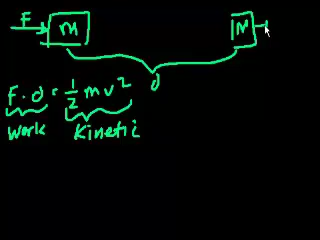 F M M
d
F · d = 1/2 mv²
Work Kineti